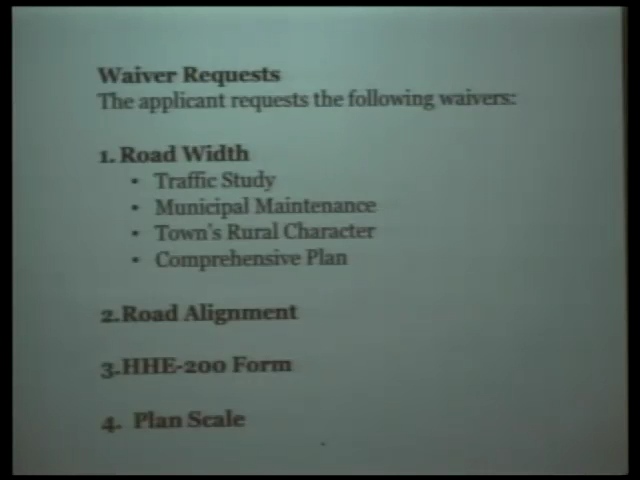 Waiver Requests
The applicant requests the following waivers:
1. Road Width
• Traffic Study
• Municipal Maintenance
• Town's Rural Character
• Comprehensive Plan
2.Road Alignment
3.HHE-200 Form
4. Plan Scale